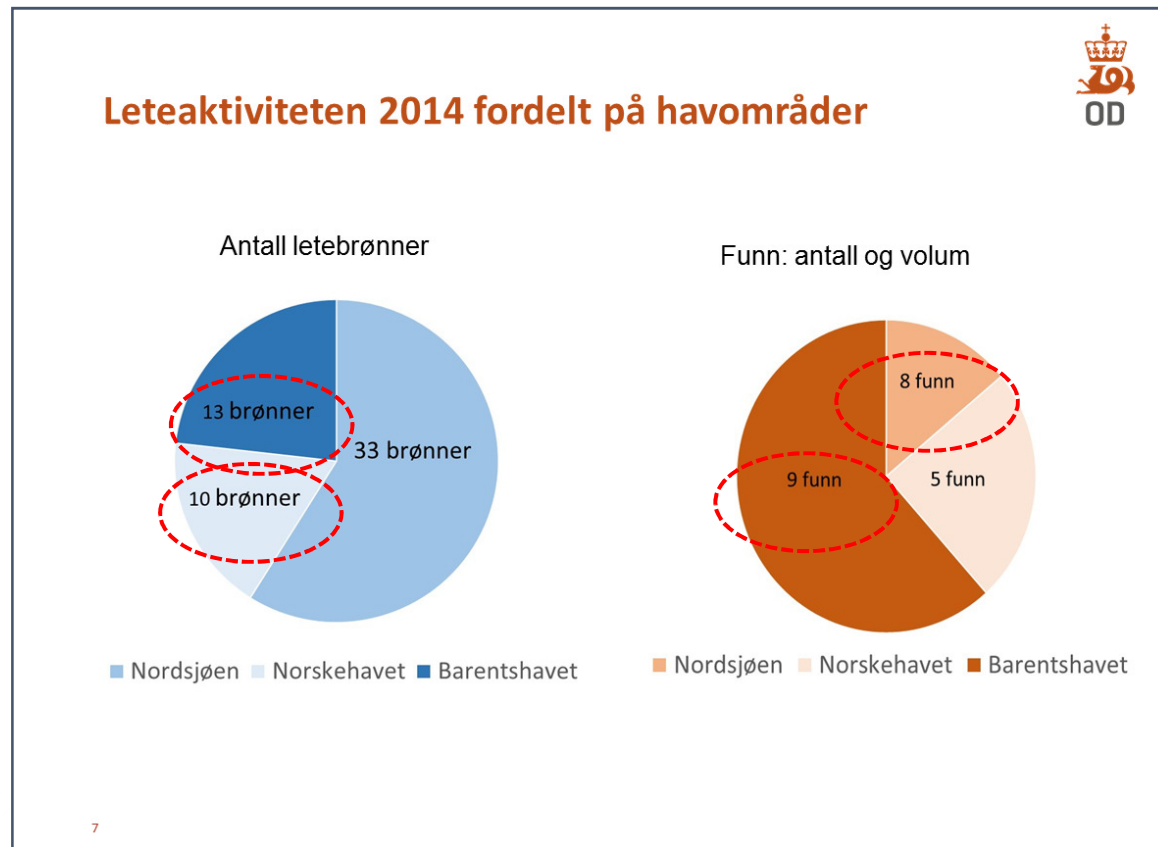 OD
Leteaktiviteten 2014 fordelt på havområder
Antall letebrønner
13 brønner
33 brønner
10 brønner
Nordsjøen Norskehavet Barentshavet
Funn: antall og volum
8 funn
9 funn
5 funn
Nordsjøen Norskehavet Barentshavet
7